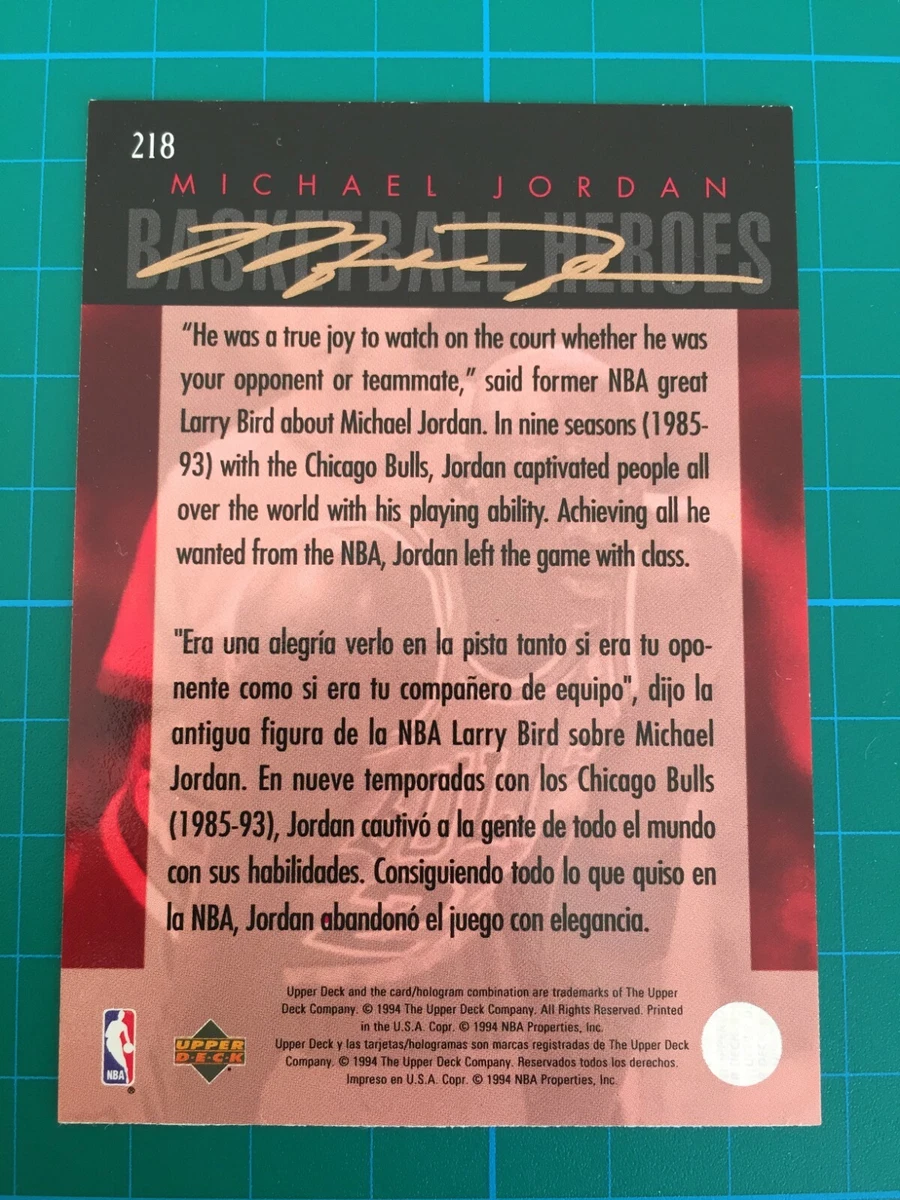 218
MICHAEL JORDAN
BASKETBALL HEROES
“He was a true joy to watch on the court whether he was
your opponent or teammate,” said former NBA great
Larry Bird about Michael Jordan. In nine seasons (1985-
93) with the Chicago Bulls, Jordan captivated people all
over the world with his playing ability. Achieving all he
wanted from the NBA, Jordan left the game with class.
"Era una alegría verlo en la pista tanto si era tu opo-
nente como si era tu compañero de equipo", dijo la
antigua figura de la NBA Larry Bird sobre Michael
Jordan. En nueve temporadas con los Chicago Bulls
(1985-93), Jordan cautivó a la gente de todo el mundo
con sus habilidades. Consiguiendo todo lo que quiso en
la NBA, Jordan abandonó el juego con elegancia.
Upper Deck and the card/hologram combination are trademarks of The Upper
Deck Company. © 1994 The Upper Deck Company. All Rights Reserved. Printed
in the U.S.A. Copr. © 1994 NBA Properties, Inc.
Upper Deck y las tarjetas/hologramas son marcas registradas de The Upper Deck
Company. © 1994 The Upper Deck Company. Reservados todos los derechos.
Impreso en U.S.A. Copr. © 1994 NBA Properties, Inc.
NBA
®
UPPER
DECK